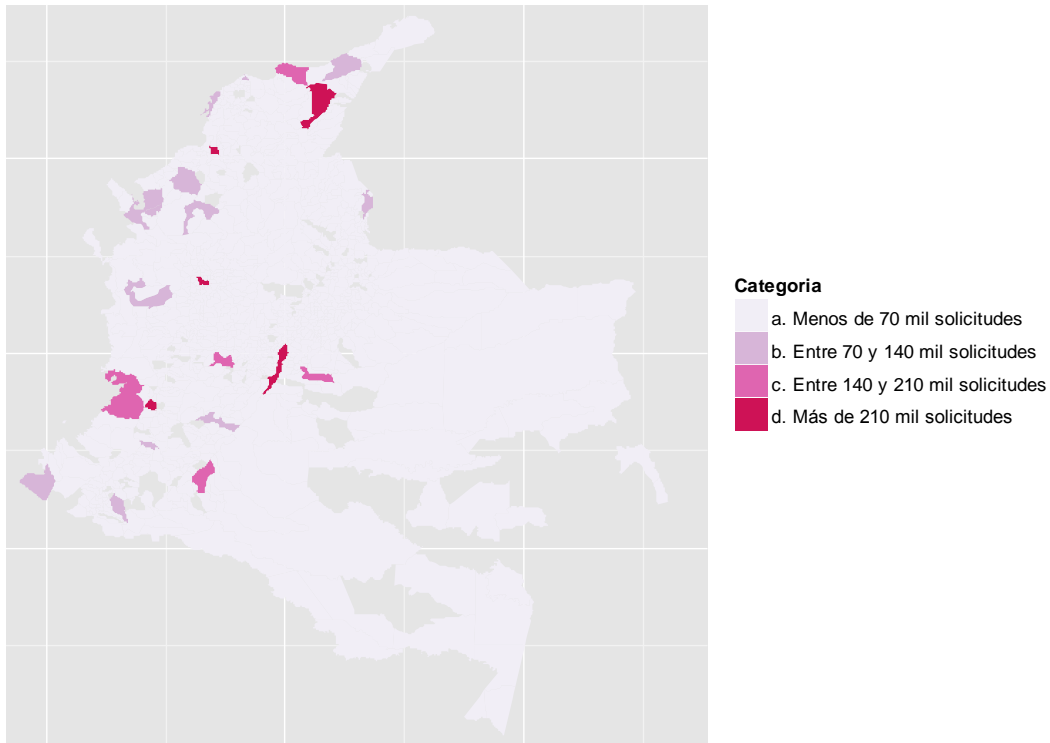 Categoria
a. Menos de 70 mil solicitudes
b. Entre 70 y 140 mil solicitudes
c. Entre 140 y 210 mil solicitudes
d. Más de 210 mil solicitudes